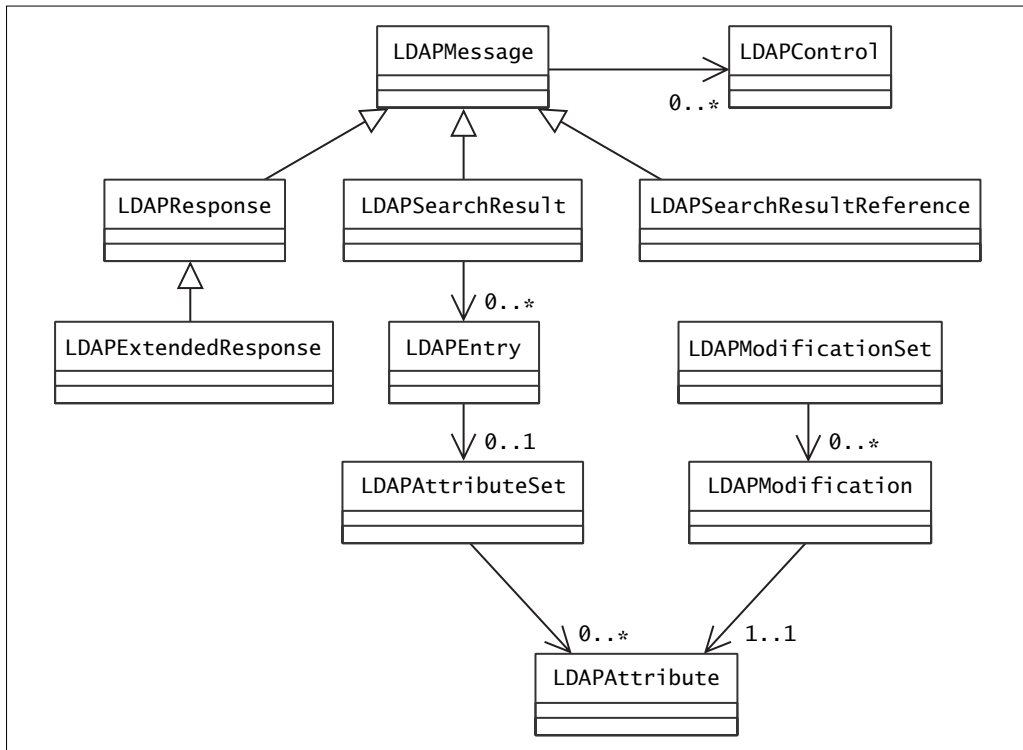 LDAPMessage
LDAPControl
0..*
LDAPResponse
LDAPSearchResult
LDAPSearchResultReference
0..*
LDAPExtendedResponse
LDAPEntry
LDAPModificationSet
0..1
0..*
LDAPAttributeSet
LDAPModification
0..*
1..1
LDAPAttribute